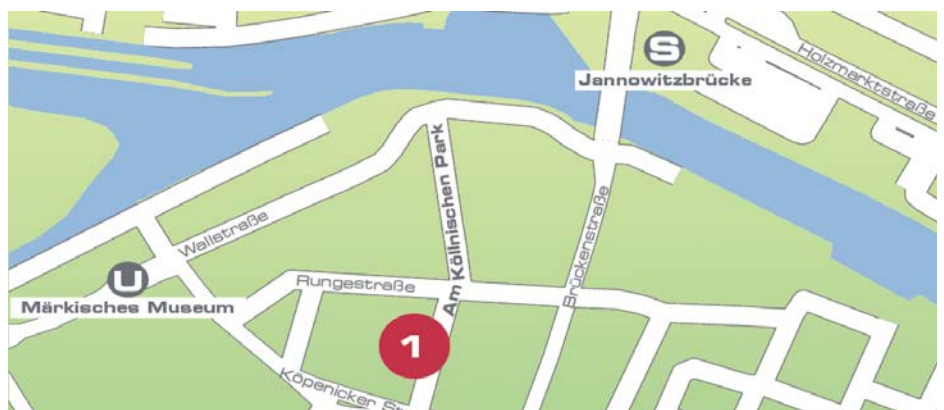 S
Jannowitzbrücke
Holzmarktstraße
Am Köllnischen Park
Wallstraße
Brückenstraße
U
Märkisches Museum
Rungestraße
1
Köpenicker St